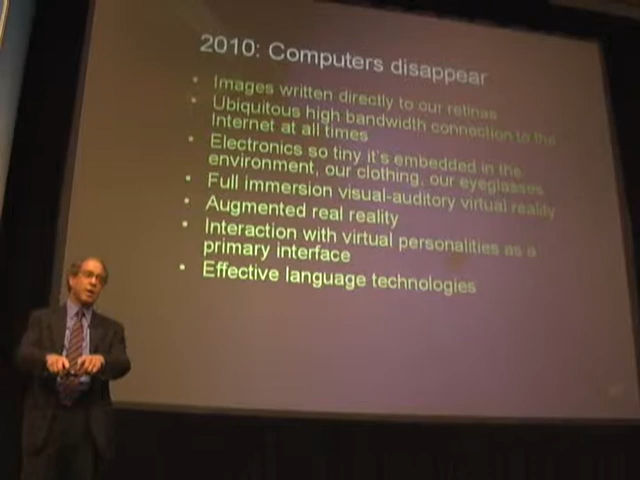 2010: Computers disappear
• Images written directly to our retinas
• Ubiquitous high bandwidth connection to the
Internet at all times
• Electronics so tiny it's embedded in the
environment, our clothing, our eyeglasses
• Full immersion visual-auditory virtual reality
• Augmented real reality
• Interaction with virtual personalities as a
primary interface
• Effective language technologies